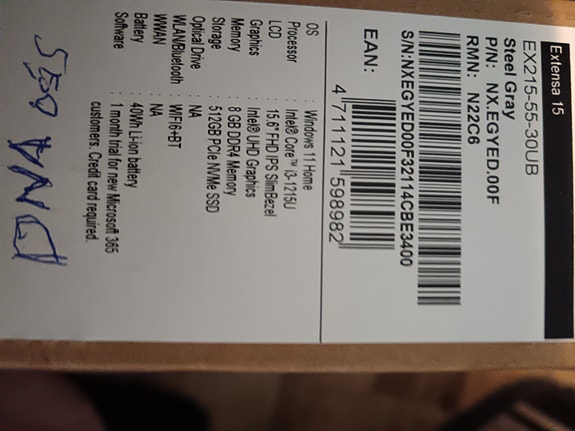 Extensa 15
EX215-55-30UB
Steel Gray
P/N: NX.EGYED.00F
RMN: N22C6
S/N:NXEGYED00F32114CBE3400
EAN:
4 711121 598982
OS : Windows 11 Home
Processor : Intel® Core™ i3-1215U
LCD : 15.6" FHD IPS SlimBezel
Graphics : Intel® UHD Graphics
Memory : 8 GB DDR4 Memory
Storage : 512GB PCIe NVMe SSD
Optical Drive : NA
WLAN/Bluetooth : WIFI6+BT
WWAN : NA
Battery : 40Wh Li-ion battery
Software : 1 month trial for new Microsoft 365
customers. Credit card required.